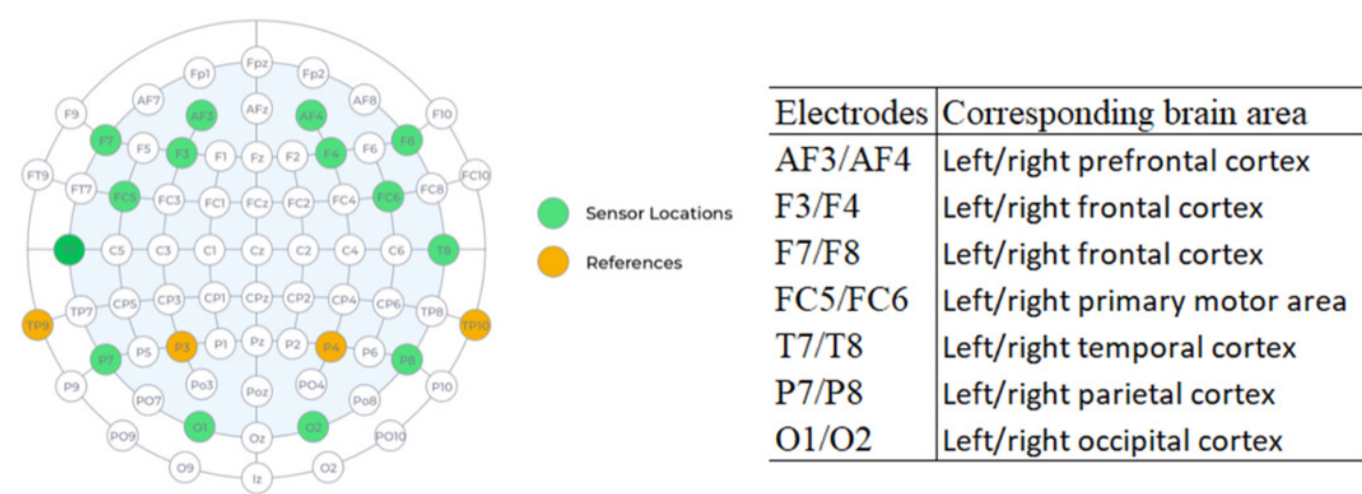 Fpz
Fp1 Fp2
AF7 AFz AF8
F9 AF3 AF4 F10
F7 F5 F3 F1 Fz F2 F4 F6 F8
FT9 FT7 FC5 FC3 FC1 FCz FC2 FC4 FC6 FC8 FC10
C5 C3 C1 Cz C2 C4 C6 T8
TP9 TP7 CP5 CP3 CP1 CPz CP2 CP4 CP6 TP8 TP10
P7 P5 P3 P1 Pz P2 P4 P6 P8
P9 Po3 Poz PO4 P10
PO7 Po8
PO9 O1 Oz O2 PO10
O9 Iz O2
Sensor Locations
References
Electrodes Corresponding brain area
AF3/AF4 Left/right prefrontal cortex
F3/F4 Left/right frontal cortex
F7/F8 Left/right frontal cortex
FC5/FC6 Left/right primary motor area
T7/T8 Left/right temporal cortex
P7/P8 Left/right parietal cortex
O1/O2 Left/right occipital cortex